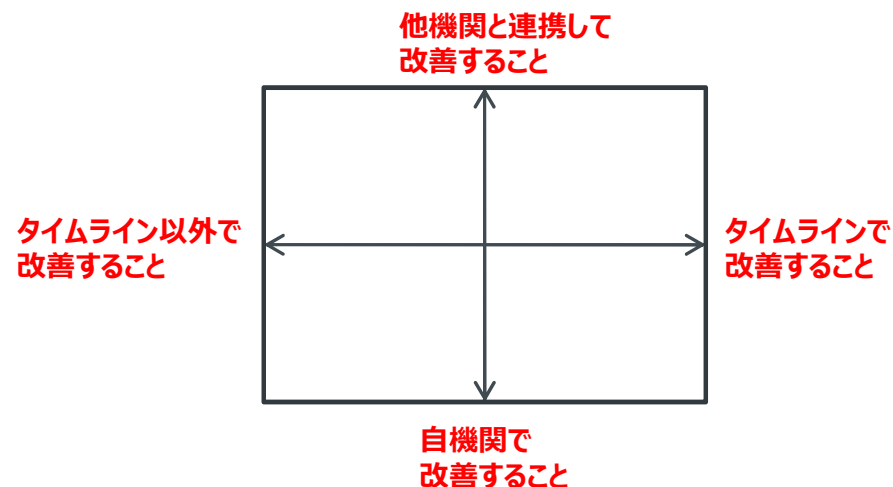 他機関と連携して
改善すること
タイムライン以外で
改善すること
タイムラインで
改善すること
自機関で
改善すること